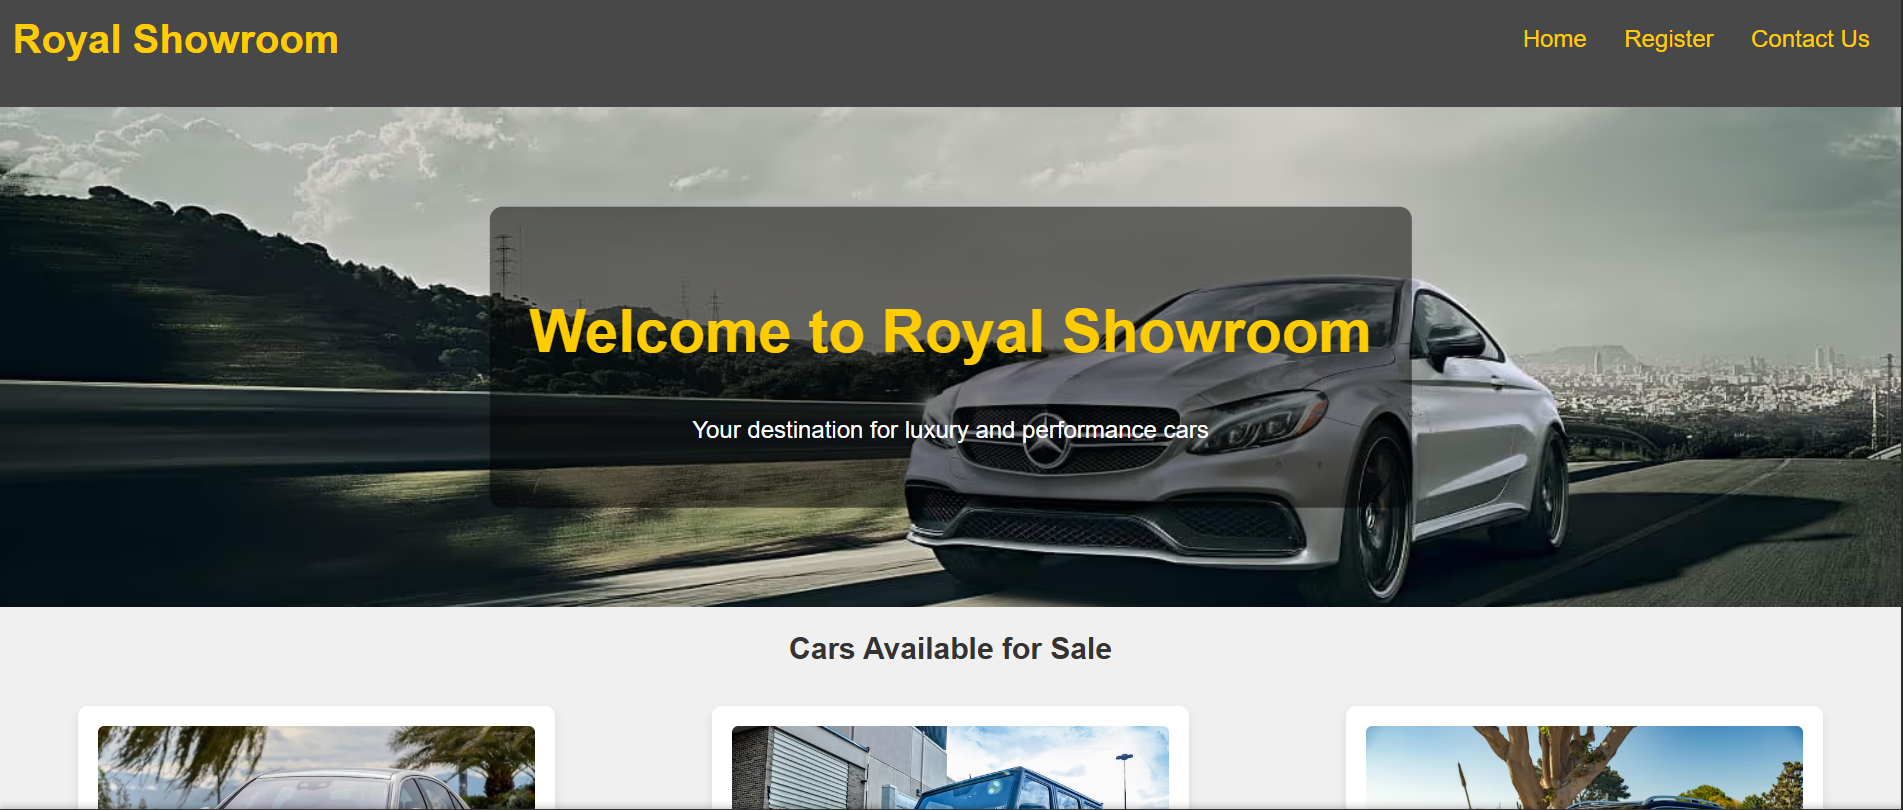 Royal Showroom
Home Register Contact Us
Welcome to Royal Showroom
Your destination for luxury and performance cars
Cars Available for Sale